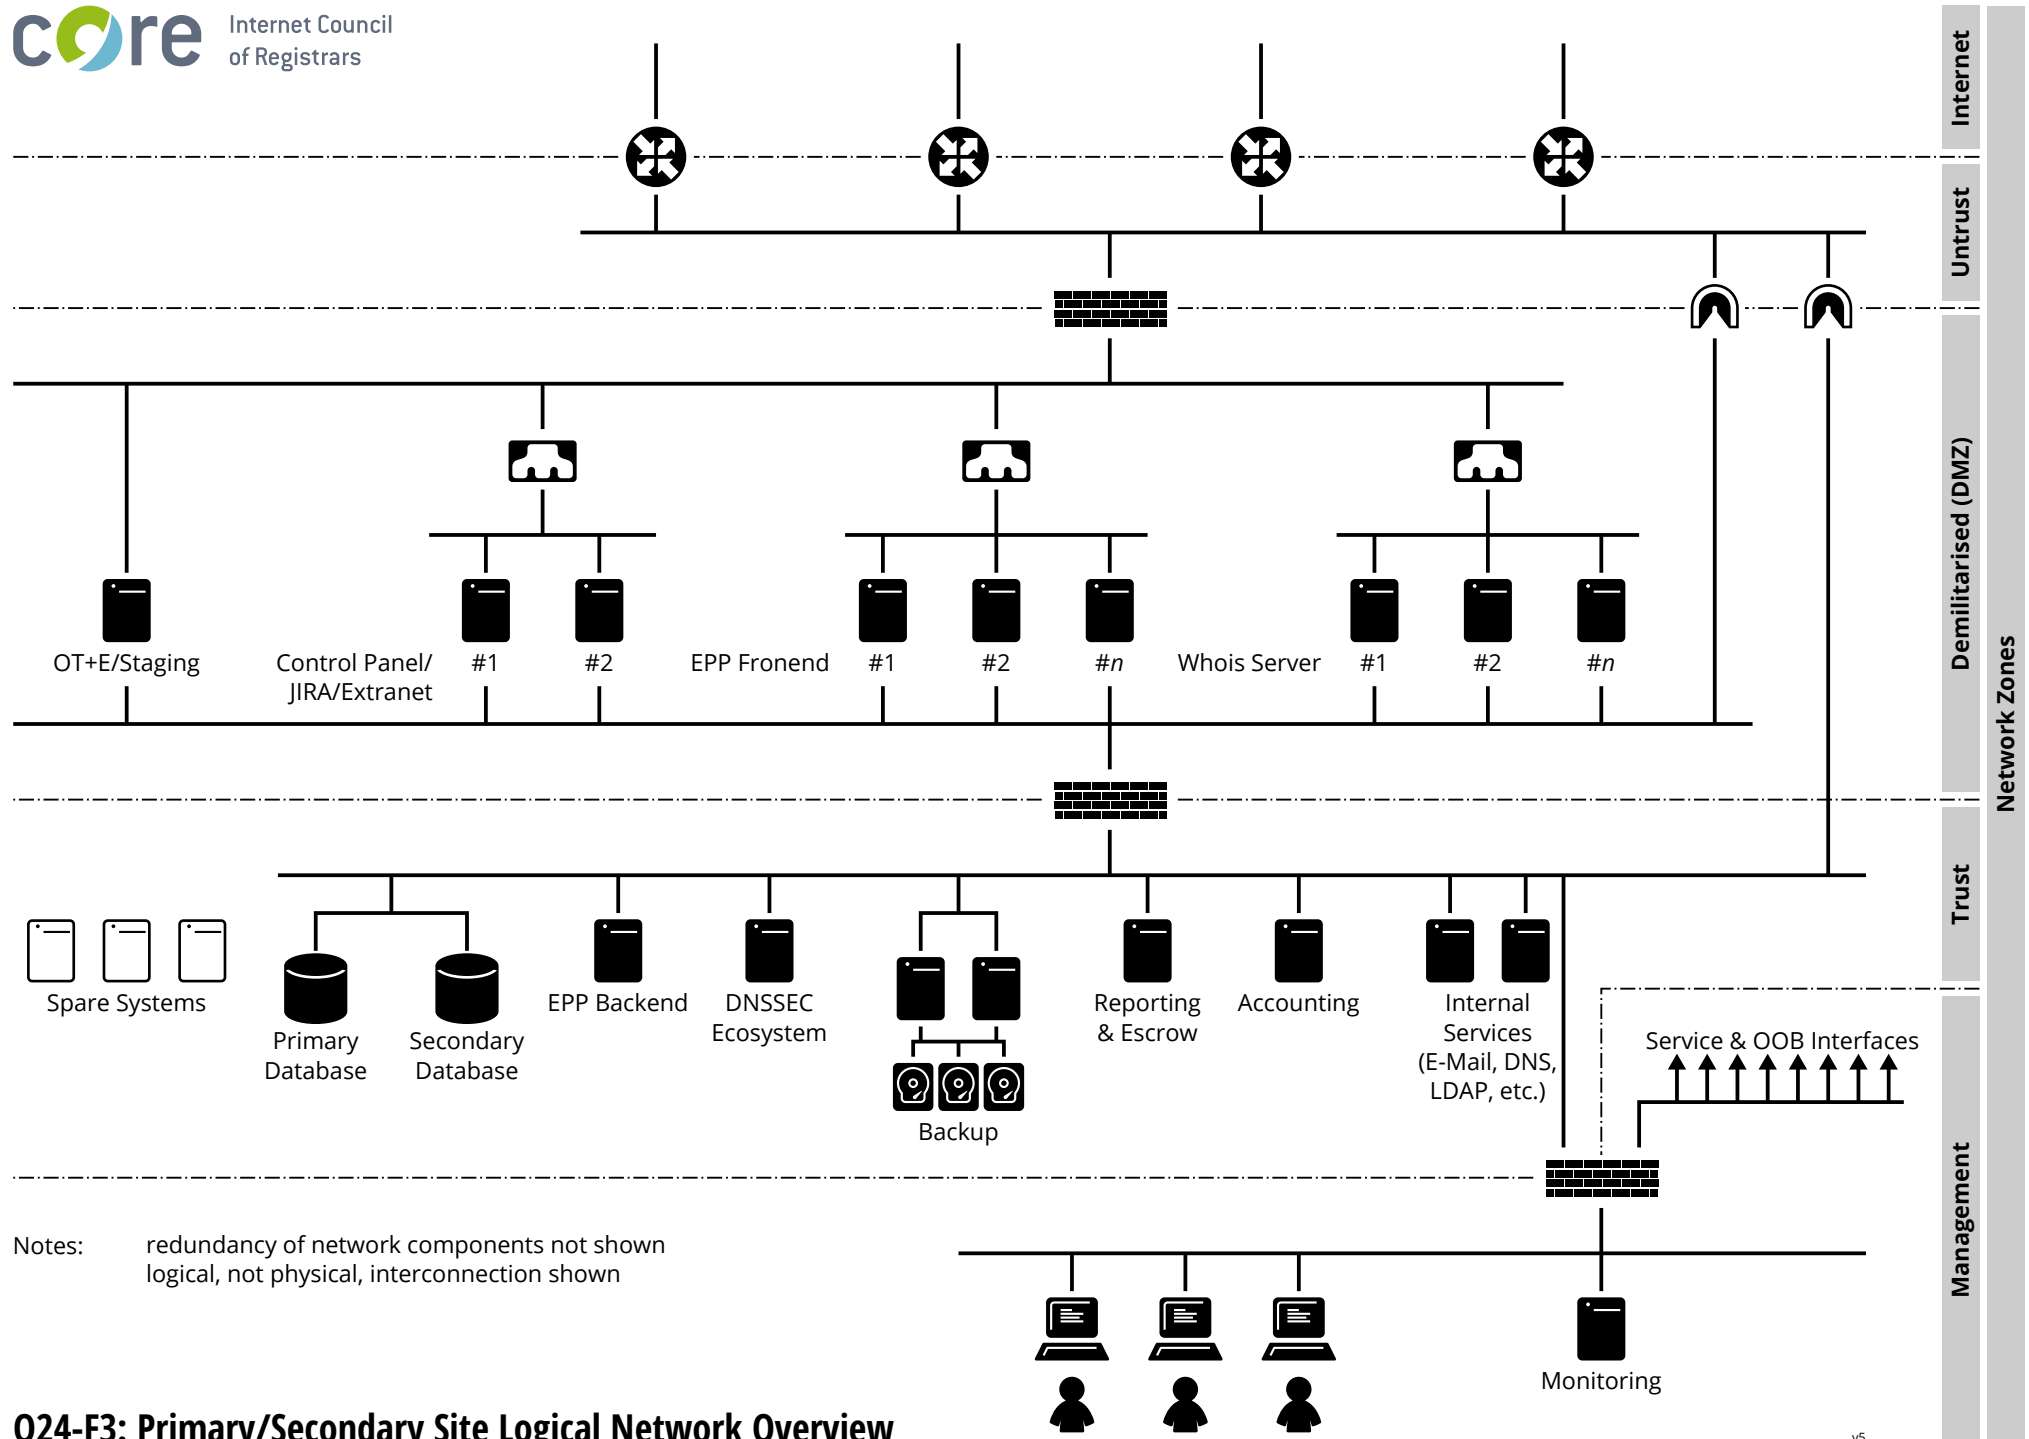 core
Internet Council
of Registrars
Internet
Untrust
Demilitarised (DMZ)
Network Zones
OT+E/Staging
Control Panel/
JIRA/Extranet
#1
#2
EPP Fronend
#1
#2
#n
Whois Server
#1
#2
#n
Trust
Spare Systems
Primary
Database
Secondary
Database
EPP Backend
DNSSEC
Ecosystem
Backup
Reporting
& Escrow
Accounting
Internal
Services
(E-Mail, DNS,
LDAP, etc.)
Service & OOB Interfaces
Management
Notes:
redundancy of network components not shown
logical, not physical, interconnection shown
Monitoring
Q24-F3: Primary/Secondary Site Logical Network Overview
v5